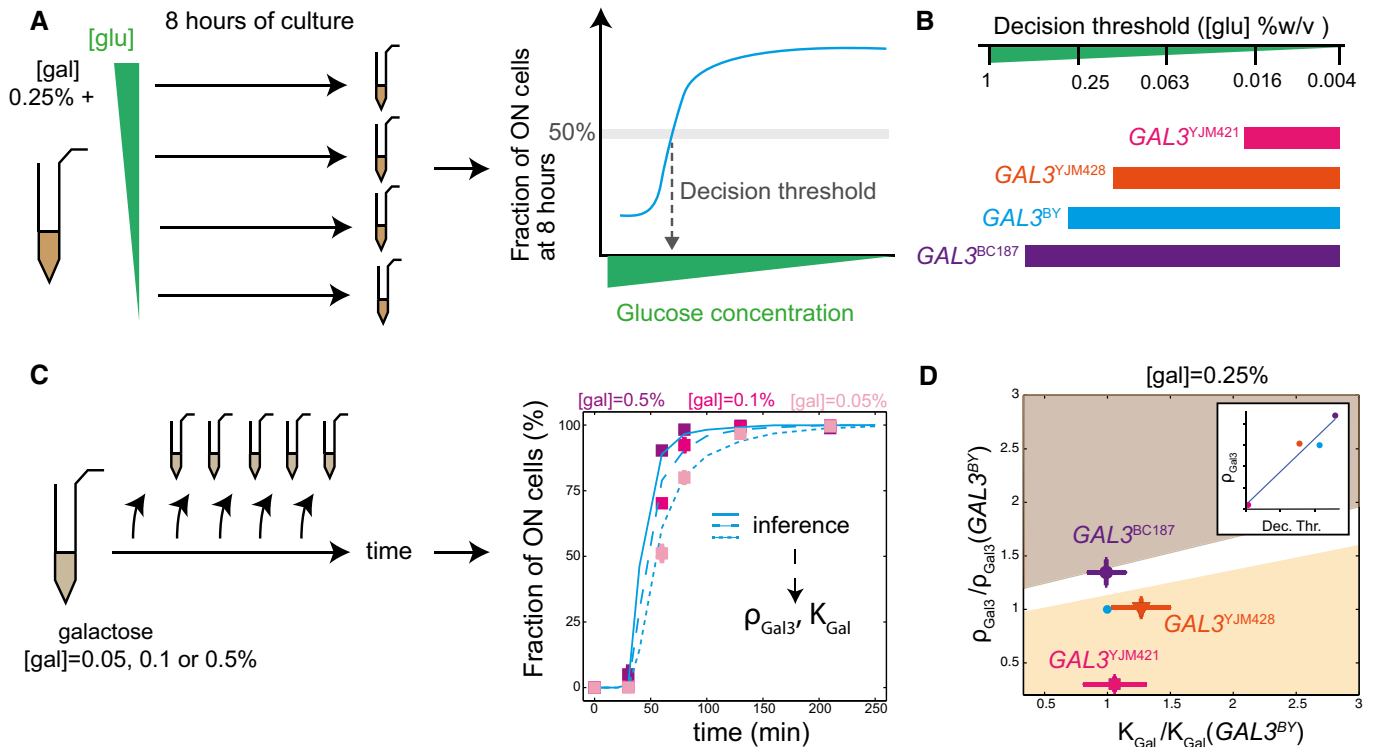 A
8 hours of culture
[glu]
[gal]
0.25% +
Fraction of ON cells
at 8 hours
50%
Decision threshold
Glucose concentration
B
Decision threshold ([glu] %w/v )
1 0.25 0.063 0.016 0.004
GAL3YJM421
GAL3YJM428
GAL3BY
GAL3BC187
C
time
galactose
[gal]=0.05, 0.1 or 0.5%
[gal]=0.5% [gal]=0.1% [gal]=0.05%
Fraction of ON cells (%)
100
75
50
25
0
inference
ρGal3, KGal
0 50 100 150 200 250
time (min)
D
[gal]=0.25%
ρGal3/ρGal3(GAL3BY)
3
2.5
2
1.5
1
0.5
ρGal3
Dec. Thr.
GAL3BC187
GAL3YJM428
GAL3YJM421
0.5 1 1.5 2 2.5 3
KGal/KGal(GAL3BY)